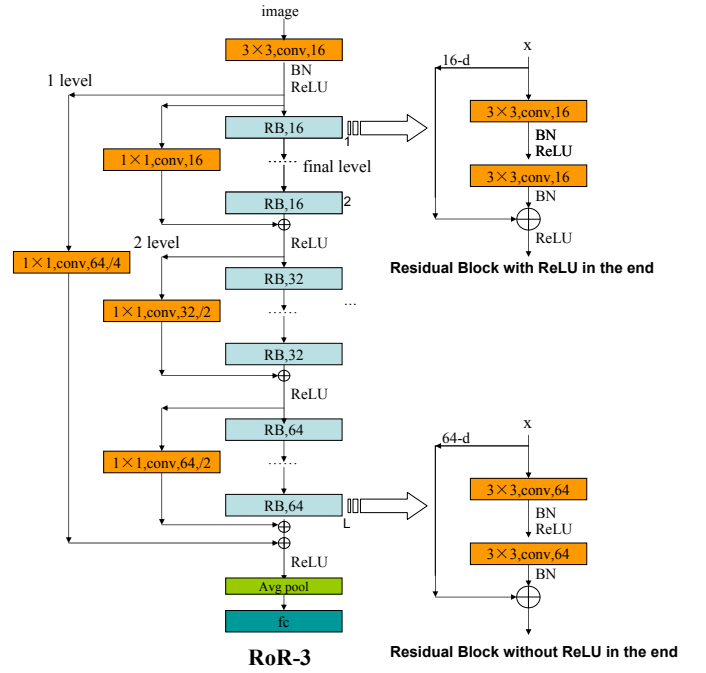 image
3×3,conv,16
BN
ReLU
1 level
RB,16
1
1×1,conv,16
......
final level
RB,16
2
ReLU
2 level
1×1,conv,64,/4
RB,32
...
1×1,conv,32,/2
......
RB,32
ReLU
RB,64
1×1,conv,64,/2
......
RB,64
L
ReLU
Avg pool
fc
RoR-3
x
16-d
3×3,conv,16
BN
ReLU
3×3,conv,16
BN
ReLU
Residual Block with ReLU in the end
x
64-d
3×3,conv,64
BN
ReLU
3×3,conv,64
BN
Residual Block without ReLU in the end